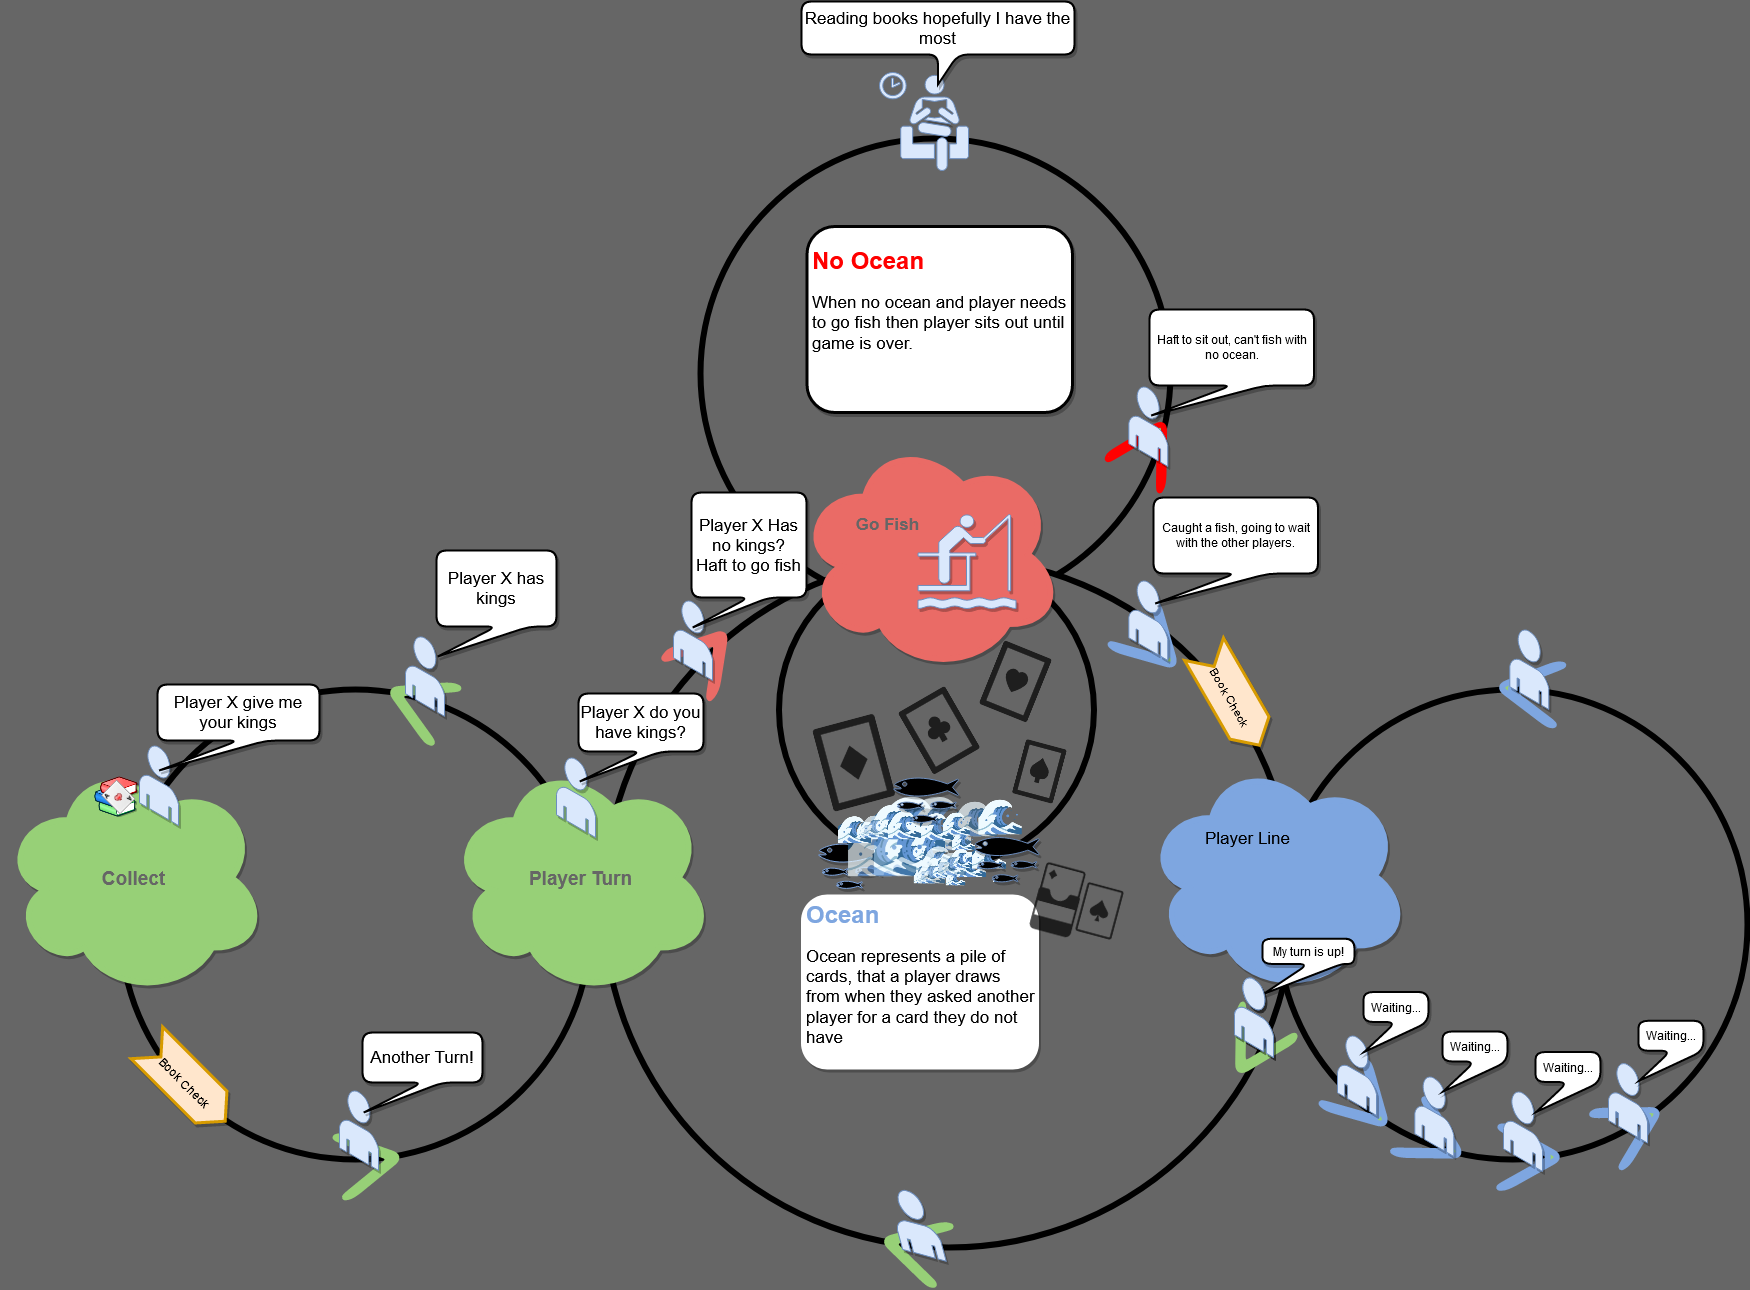 Reading books hopefully I have the
most
No Ocean
When no ocean and player needs
to go fish then player sits out until
game is over.
Haft to sit out, can't fish with
no ocean.
Go Fish
Player X Has
no kings?
Haft to go fish
Caught a fish, going to wait
with the other players.
Player X has
kings
Book Check
Player X give me
your kings
Player X do you
have kings?
Collect
Player Turn
Player Line
Ocean
Ocean represents a pile of
cards, that a player draws
from when they asked another
player for a card they do not
have
My turn is up!
Waiting...
Waiting...
Waiting...
Waiting...
Another Turn!
Book Check